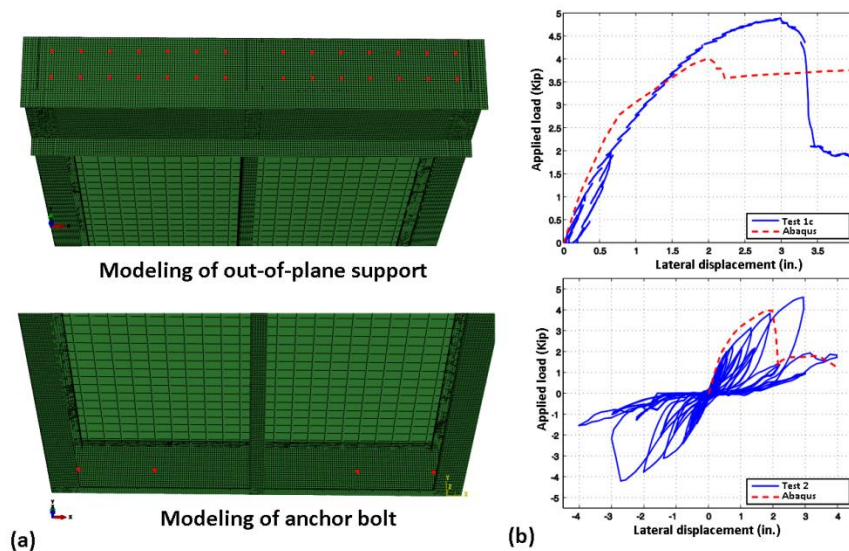 Modeling of out-of-plane support
Y
X
Modeling of anchor bolt
(a)
5
4.5
4
3.5
3
2.5
2
1.5
1
0.5
0
Applied load (Kip)
0 0.5 1 1.5 2 2.5 3 3.5
Lateral displacement (in.)
Test 1c
Abaqus
5
4
3
2
1
0
-1
-2
-3
-4
-5
Applied load (Kip)
-4 -3 -2 -1 0 1 2 3 4
Lateral displacement (in.)
Test 2
Abaqus
(b)